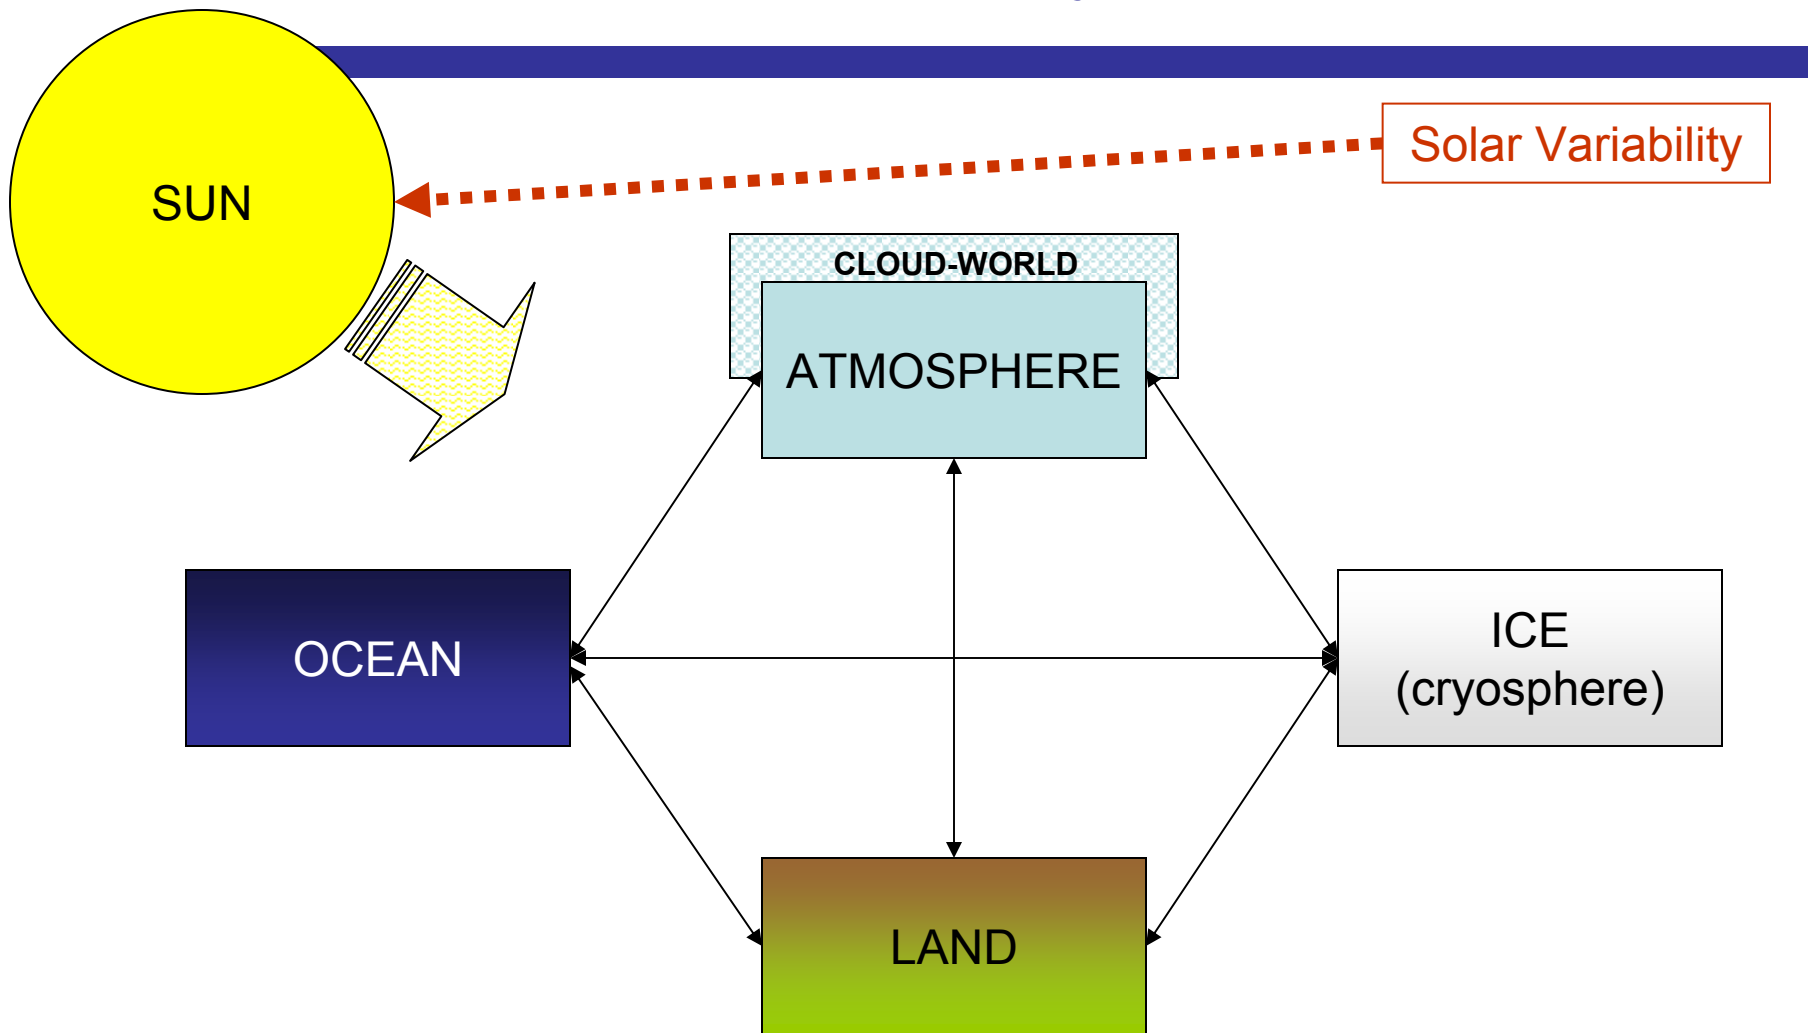 Solar Variability
SUN
CLOUD-WORLD
ATMOSPHERE
OCEAN
ICE
(cryosphere)
LAND